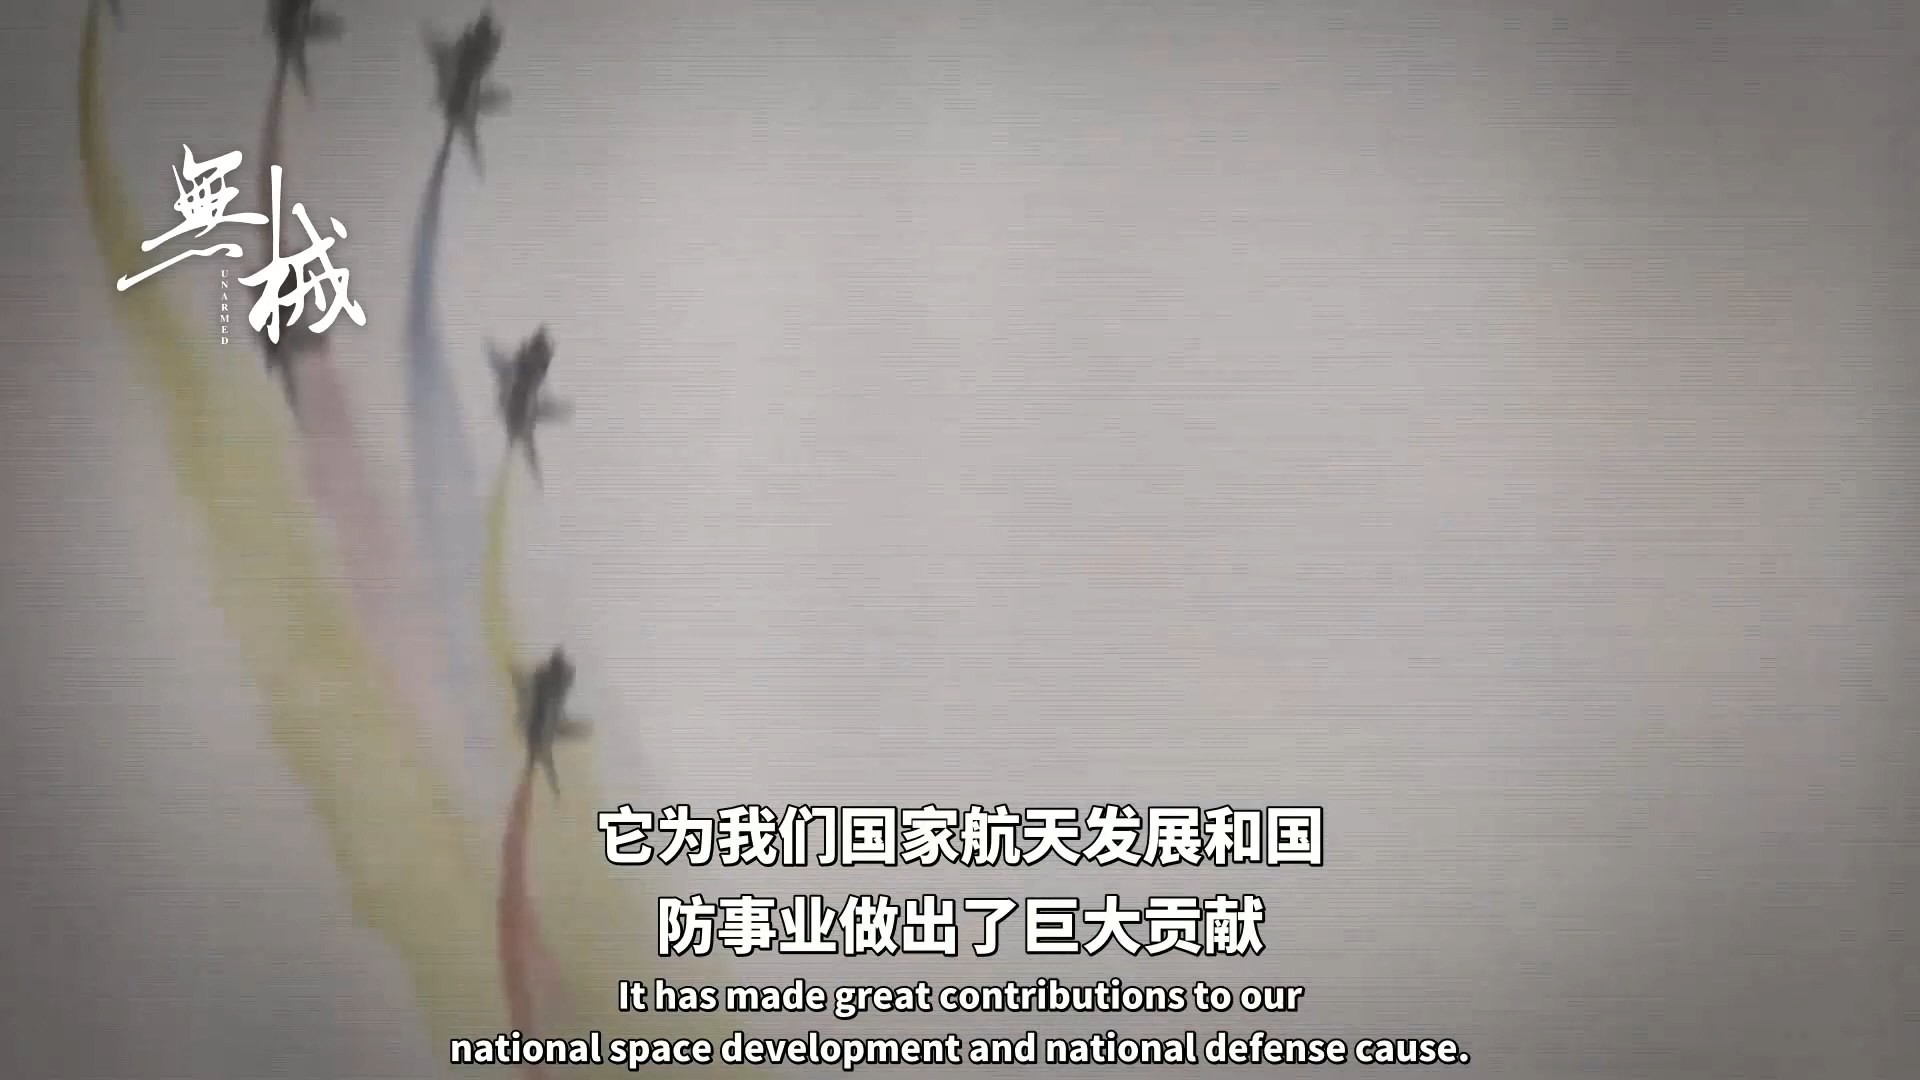 無械
UNARMED
它为我们国家航天发展和国
防事业做出了巨大贡献
It has made great contributions to our
national space development and national defense cause.